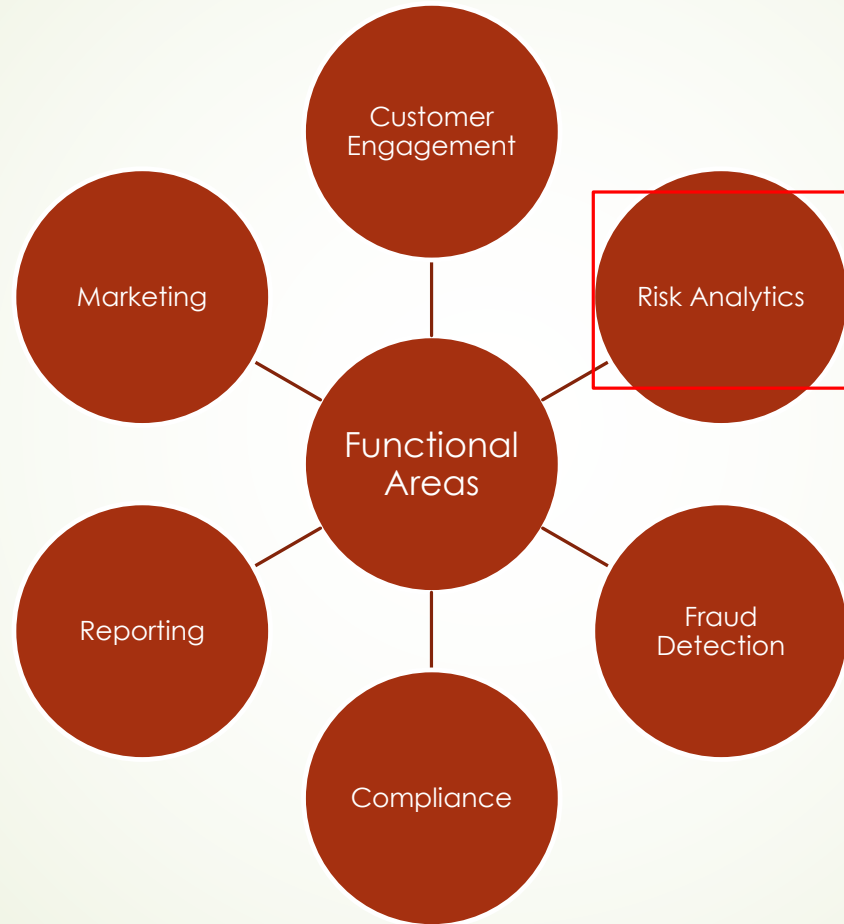 Customer
Engagement
Marketing
Risk Analytics
Functional
Areas
Reporting
Fraud
Detection
Compliance